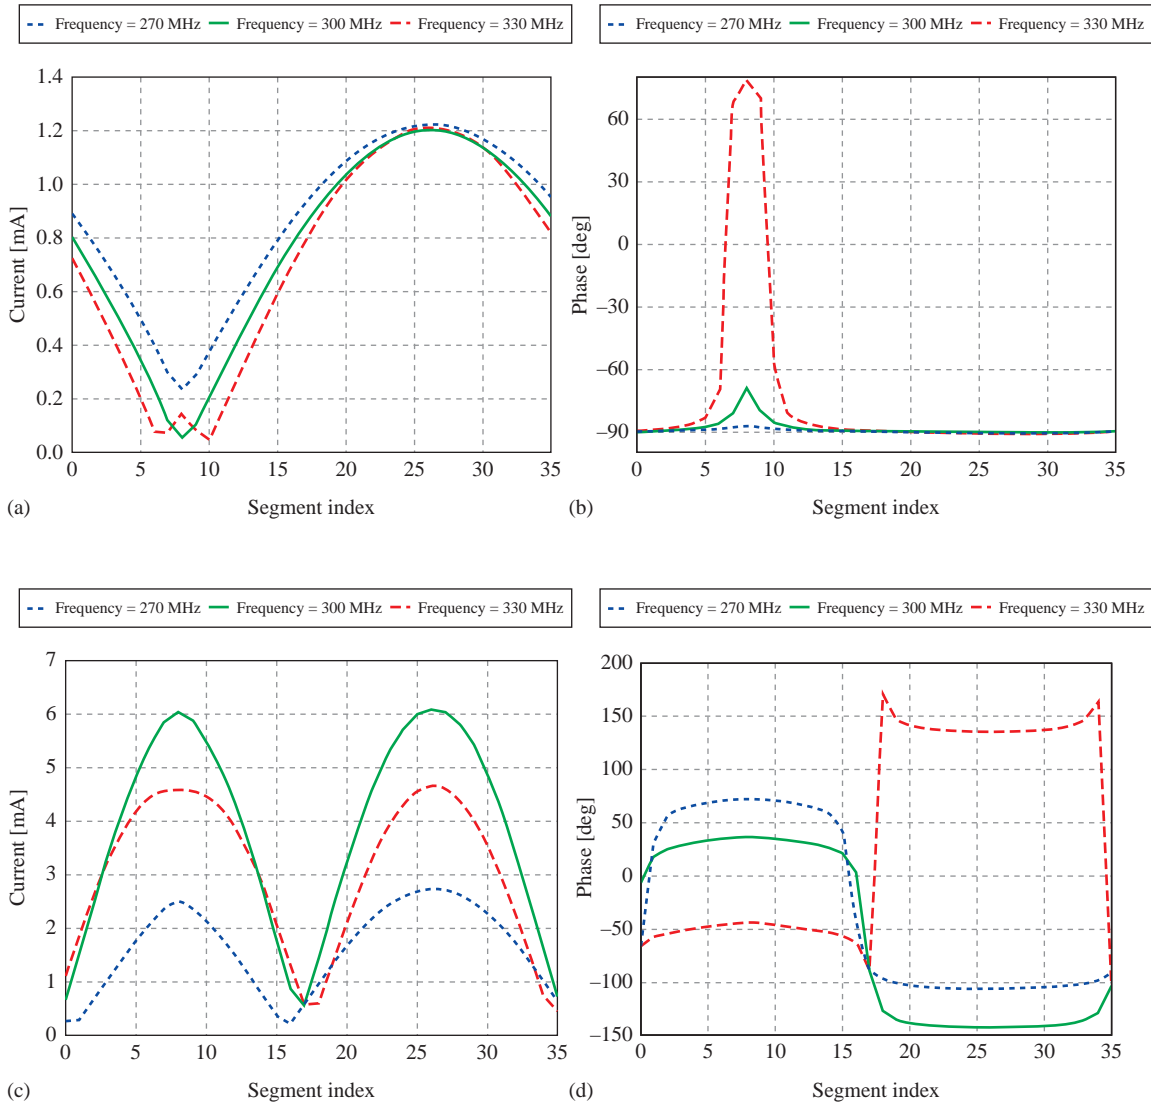 Frequency = 270 MHz Frequency = 300 MHz Frequency = 330 MHz
1.4
1.2
1.0
0.8
0.6
0.4
0.2
0.0
Current [mA]
0 5 10 15 20 25 30 35
Segment index
(a)
Frequency = 270 MHz Frequency = 300 MHz Frequency = 330 MHz
60
30
0
−30
−60
−90
Phase [deg]
0 5 10 15 20 25 30 35
Segment index
(b)
Frequency = 270 MHz Frequency = 300 MHz Frequency = 330 MHz
7
6
5
4
3
2
1
0
Current [mA]
0 5 10 15 20 25 30 35
Segment index
(c)
Frequency = 270 MHz Frequency = 300 MHz Frequency = 330 MHz
200
150
100
50
0
−50
−100
−150
Phase [deg]
0 5 10 15 20 25 30 35
Segment index
(d)